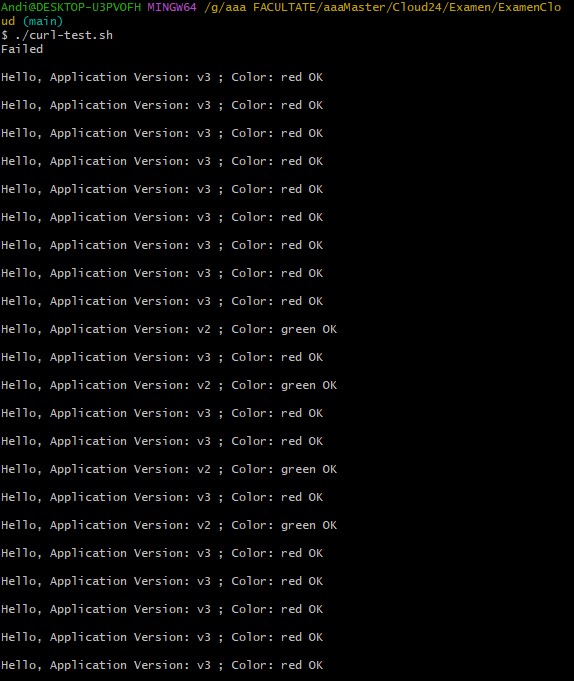 Andi@DESKTOP-U3PVOFH MINGW64 /g/aaa FACULTATE/aaaMaster/Cloud24/Examen/ExamenClo
ud (main)
$ ./curl-test.sh
Failed
Hello, Application Version: v3 ; Color: red OK
Hello, Application Version: v3 ; Color: red OK
Hello, Application Version: v3 ; Color: red OK
Hello, Application Version: v3 ; Color: red OK
Hello, Application Version: v3 ; Color: red OK
Hello, Application Version: v3 ; Color: red OK
Hello, Application Version: v3 ; Color: red OK
Hello, Application Version: v3 ; Color: red OK
Hello, Application Version: v3 ; Color: red OK
Hello, Application Version: v2 ; Color: green OK
Hello, Application Version: v3 ; Color: red OK
Hello, Application Version: v2 ; Color: green OK
Hello, Application Version: v3 ; Color: red OK
Hello, Application Version: v3 ; Color: red OK
Hello, Application Version: v2 ; Color: green OK
Hello, Application Version: v3 ; Color: red OK
Hello, Application Version: v2 ; Color: green OK
Hello, Application Version: v3 ; Color: red OK
Hello, Application Version: v3 ; Color: red OK
Hello, Application Version: v3 ; Color: red OK
Hello, Application Version: v3 ; Color: red OK
Hello, Application Version: v3 ; Color: red OK